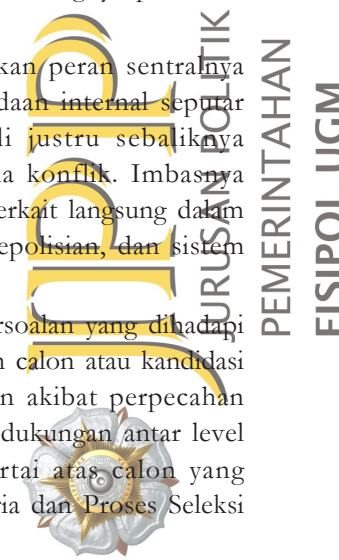 kan peran sentralnya
daan internal seputar
li justru sebaliknya
a konflik. Imbasnya
erkait langsung dalam
epolisian, dan sistem
rsoalan yang dihadapi
n calon atau kandidasi
n akibat perpecahan
dukungan antar level
rtai atas calon yang
ria dan Proses Seleksi
JPP
JURUSAN POLITIK
PEMERINTAHAN
FISIPOL UGM